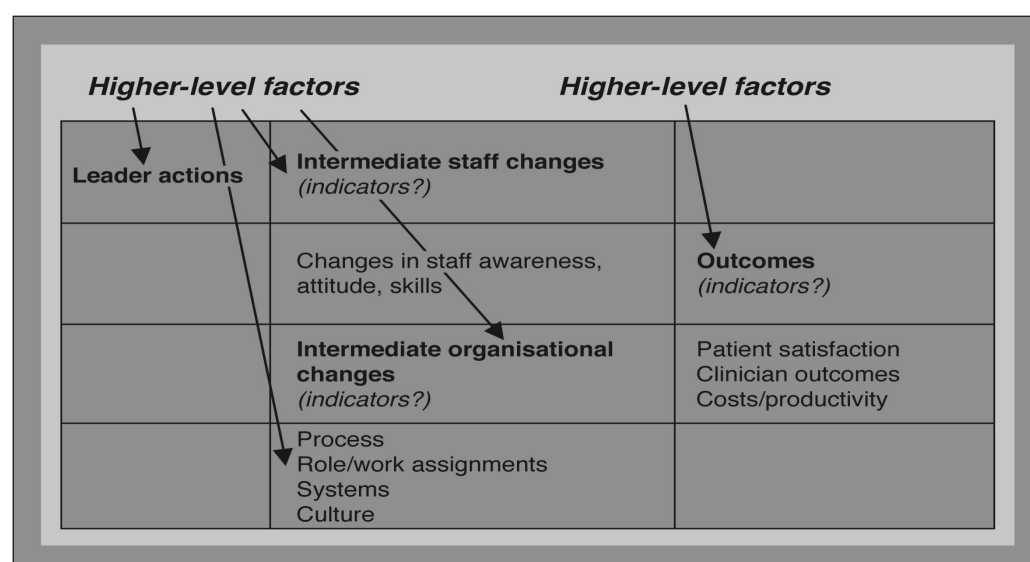 Higher-level factors
Higher-level factors
Leader actions
Intermediate staff changes
(indicators?)
Changes in staff awareness,
attitude, skills
Outcomes
(indicators?)
Intermediate organisational
changes
(indicators?)
Patient satisfaction
Clinician outcomes
Costs/productivity
Process
Role/work assignments
Systems
Culture